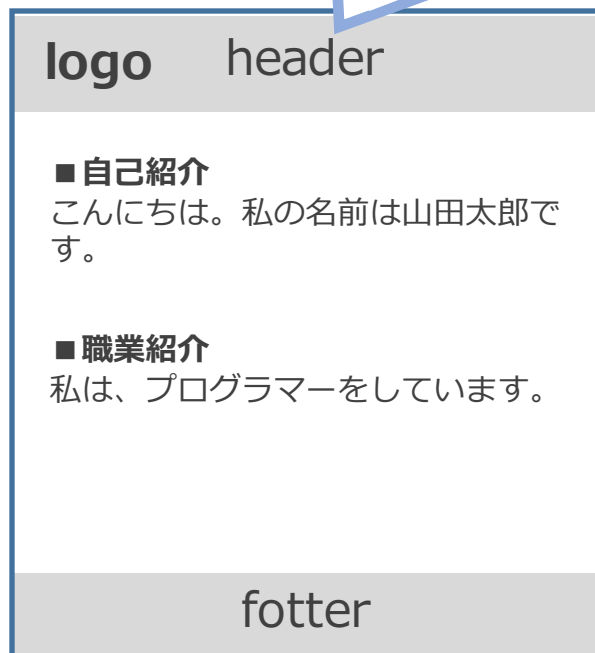 logo header
■自己紹介
こんにちは。私の名前は山田太郎で
す。
■職業紹介
私は、プログラマーをしています。
fotter